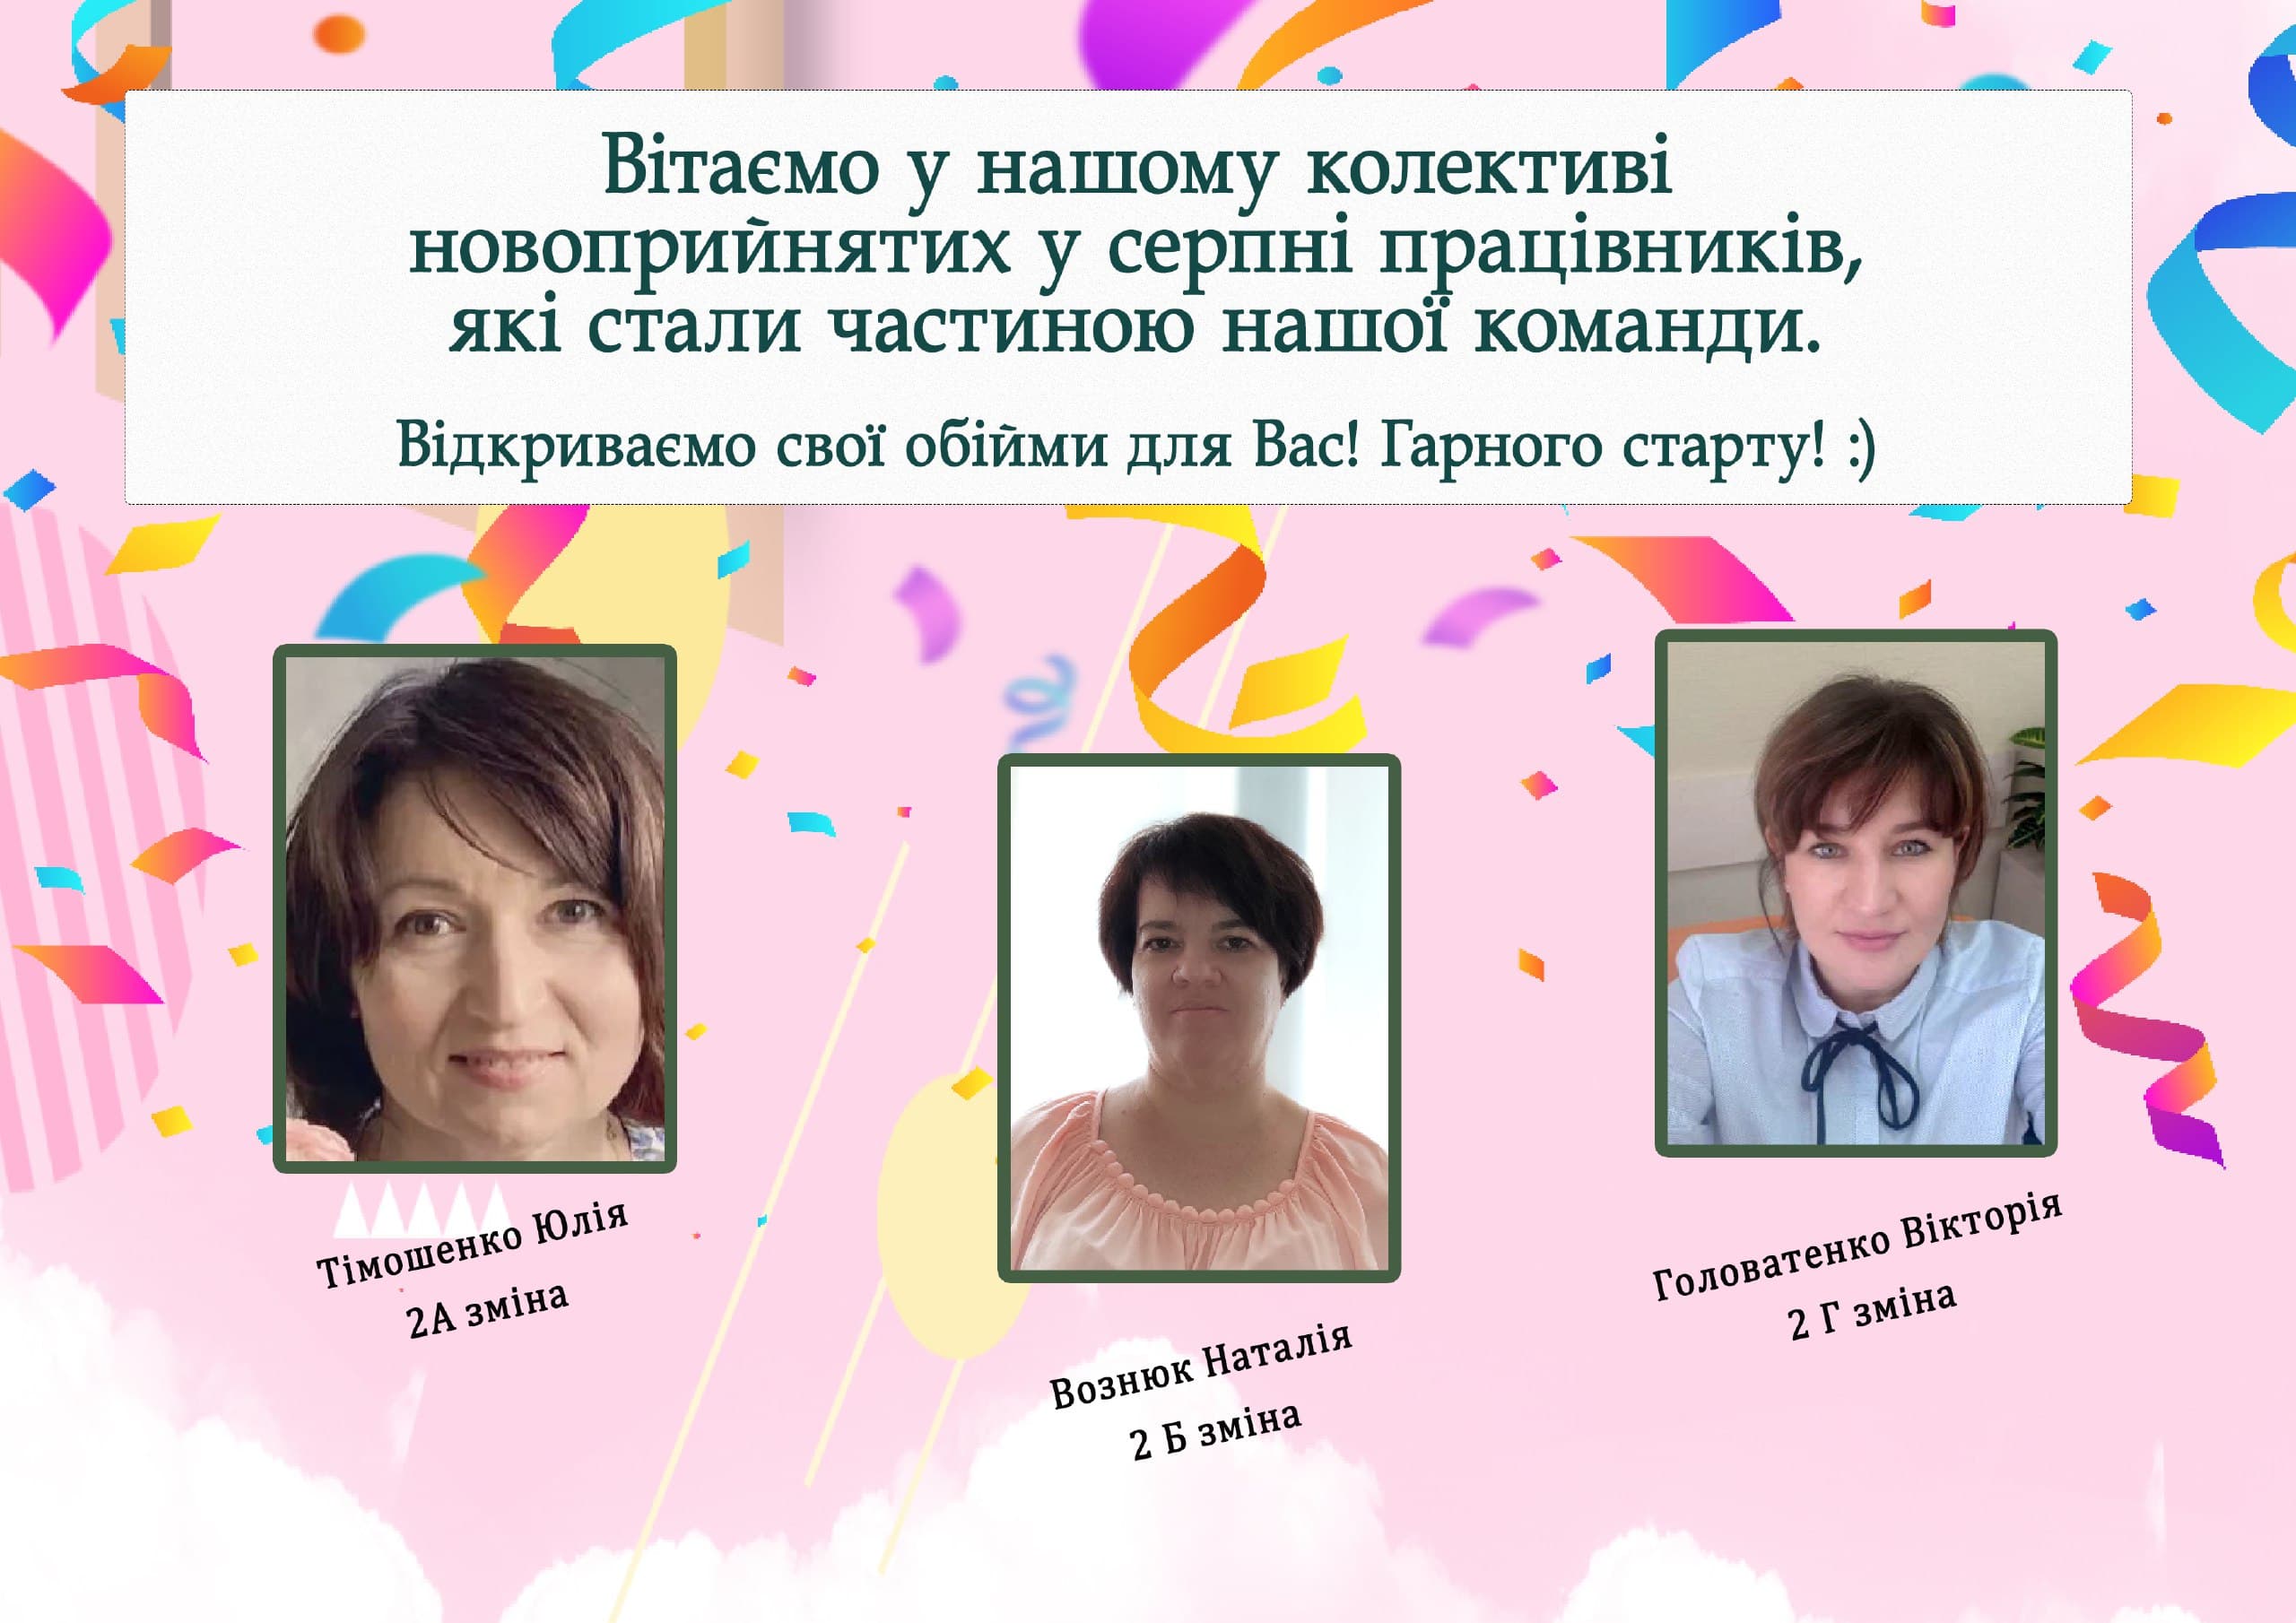 Вітаємо у нашому колективі
новоприйнятих у серпні працівників,
які стали частиною нашої команди.
Відкриваємо свої обійми для Вас! Гарного старту! :)
Тімошенко Юлія
2А зміна
Вознюк Наталія
2 Б зміна
Головатенко Вікторія
2 Г зміна